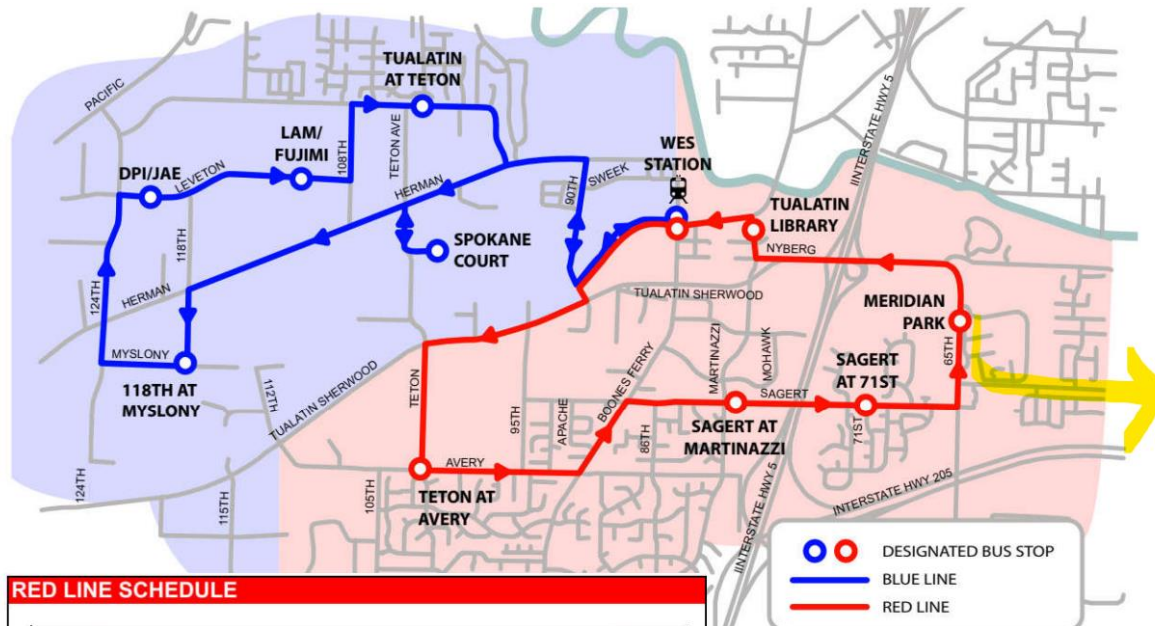 TUALATIN
AT TETON
PACIFIC
LAM/
FUJIMI
108TH
TETON AVE
WES
STATION
IINTERSTATE HWY 5
DPI/JAE
LEVETON
HERMAN
90TH
SWEEK
TUALATIN
LIBRARY
118TH
SPOKANE
COURT
NYBERG
124TH
HERMAN
TUALATIN SHERWOOD
MERIDIAN
PARK
MYSLONY
118TH AT
MYSLONY
112TH
TUALATIN SHERWOOD
TETON
95TH
APACHE
BOONES FERRY
MARTINAZZI
MOHAWK
SAGERT
AT 71ST
65TH
SAGERT
86TH
SAGERT AT
MARTINAZZI
71ST
AVERY
124TH
115TH
105TH
TETON AT
AVERY
IINTERSTATE HWY 5
INTERSTATE HWY 205
DESIGNATED BUS STOP
BLUE LINE
RED LINE
RED LINE SCHEDULE